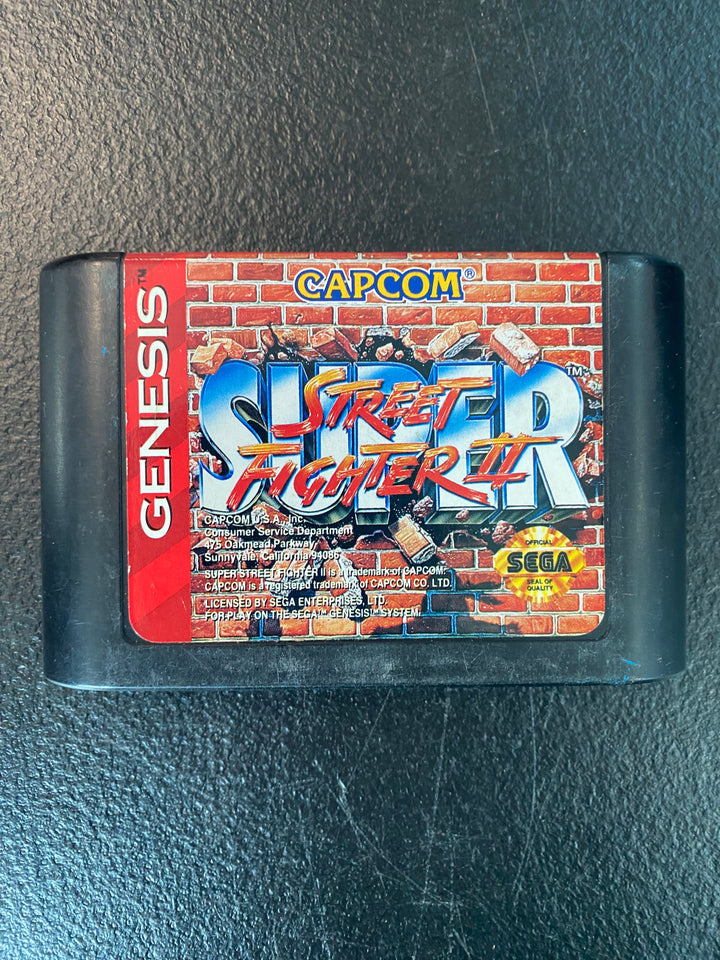 GENESIS™
CAPCOM®
SUPER™
STREET
FIGHTER II
CAPCOM U.S.A., Inc.
Consumer Service Department
475 Oakmead Parkway
Sunnyvale, California 94086
SUPER STREET FIGHTER II is a trademark of CAPCOM.
CAPCOM is a registered trademark of CAPCOM CO. LTD.
LICENSED BY SEGA ENTERPRISES, LTD.
FOR PLAY ON THE SEGA™ GENESIS™ SYSTEM.
OFFICIAL
SEGA
SEAL OF
QUALITY